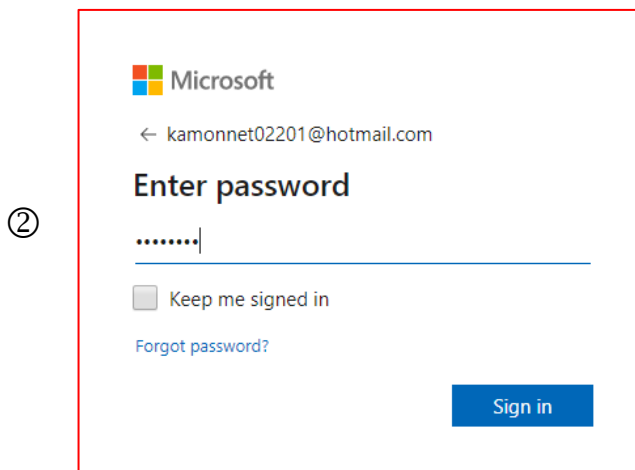 Microsoft
← kamonnet02201@hotmail.com
Enter password
②
••••••••
Keep me signed in
Forgot password?
Sign in